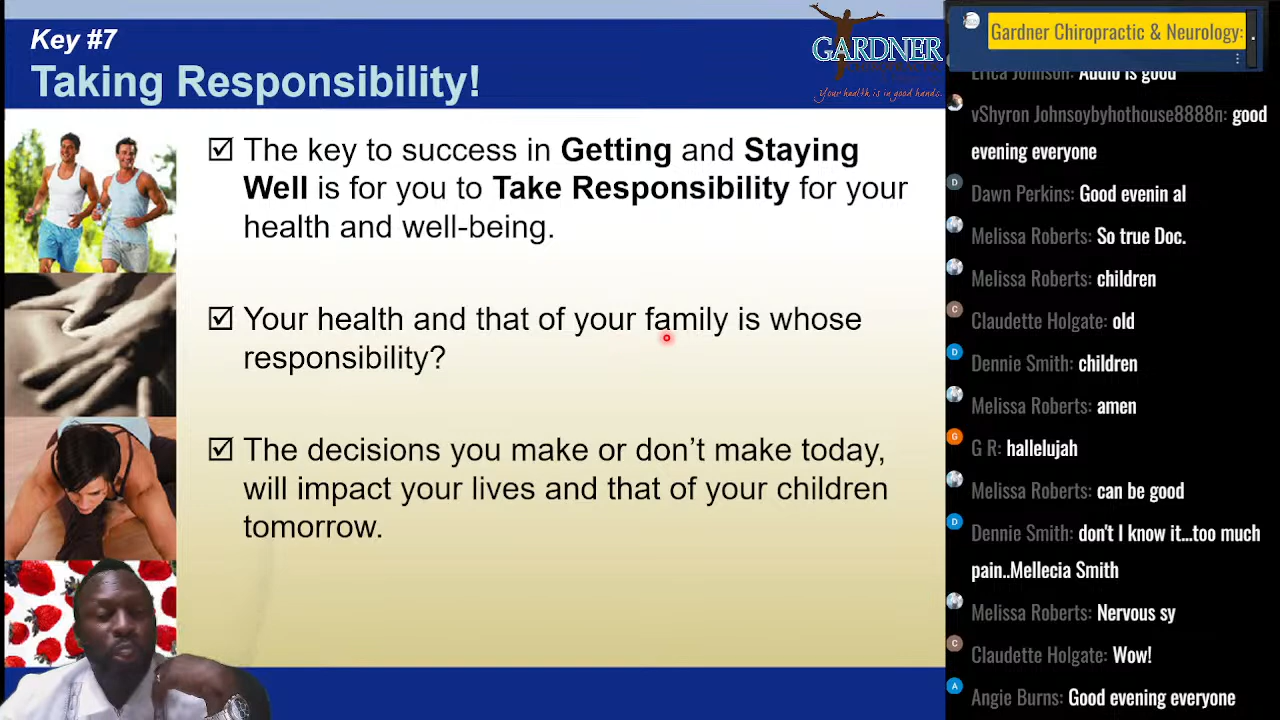 Key #7
Taking Responsibility!
GARDNER
Your health is in good hands.
The key to success in Getting and Staying
Well is for you to Take Responsibility for your
health and well-being.
Your health and that of your family is whose
responsibility?
The decisions you make or don’t make today,
will impact your lives and that of your children
tomorrow.
Gardner Chiropractic & Neurology: .
Erica Johnson: Audio is good
vShyron Johnsoybyhothouse8888n: good
evening everyone
D
Dawn Perkins: Good evenin al
Melissa Roberts: So true Doc.
Melissa Roberts: children
C
Claudette Holgate: old
D
Dennie Smith: children
Melissa Roberts: amen
G
G R: hallelujah
Melissa Roberts: can be good
D
Dennie Smith: don't I know it...too much
pain..Mellecia Smith
Melissa Roberts: Nervous sy
C
Claudette Holgate: Wow!
A
Angie Burns: Good evening everyone